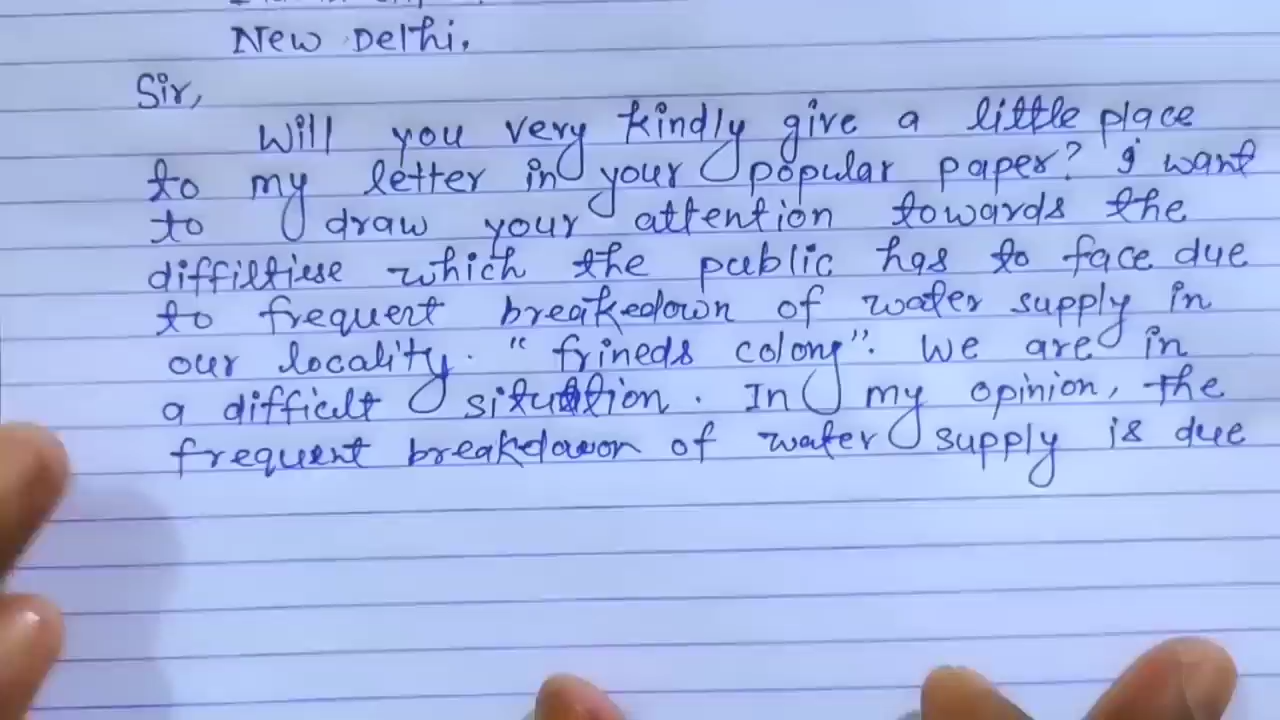 New Delhi.
Sir,
Will you very kindly give a little place
to my letter in your popular paper? I want
to draw your attention towards the
diffiltiese which the public has to face due
to frequert breakedown of water supply in
our locality. "frineds colony". We are in
a difficult situation. In my opinion, the
frequent breakdown of water supply is due